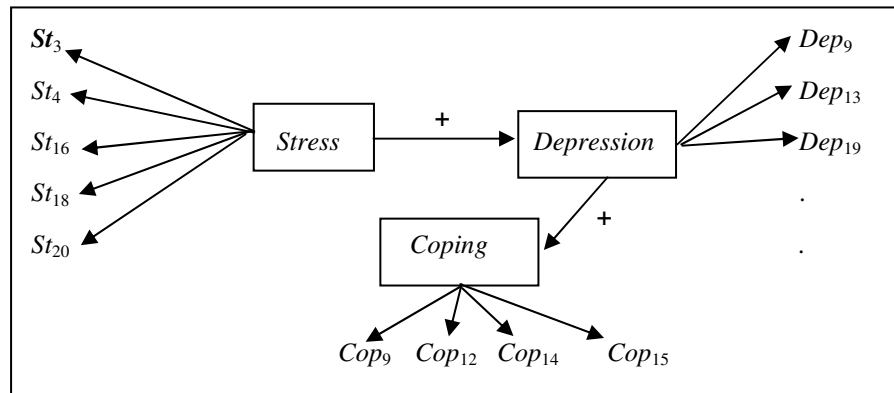 St3
St4
St16
St18
St20
Stress
+
Depression
Dep9
Dep13
Dep19
.
.
+
Coping
Cop9 Cop12 Cop14 Cop15